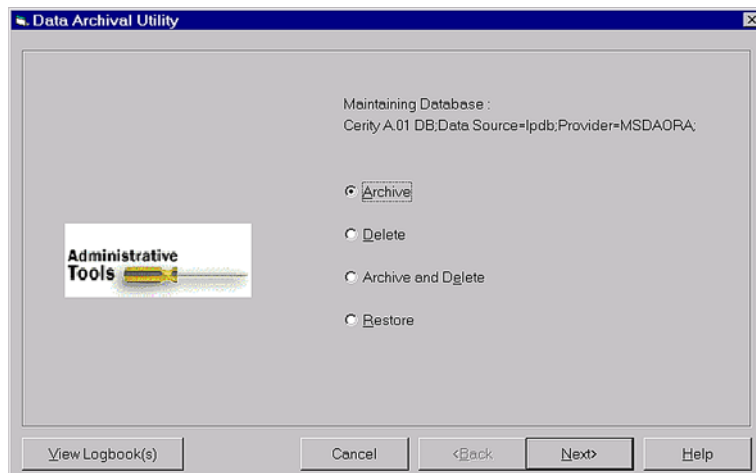 Data Archival Utility
Maintaining Database :
Cerity A.01 DB;Data Source=lpdb;Provider=MSDAORA;
Archive
Delete
Archive and Delete
Restore
Administrative
Tools
View Logbook(s)
Cancel
<Back
Next>
Help